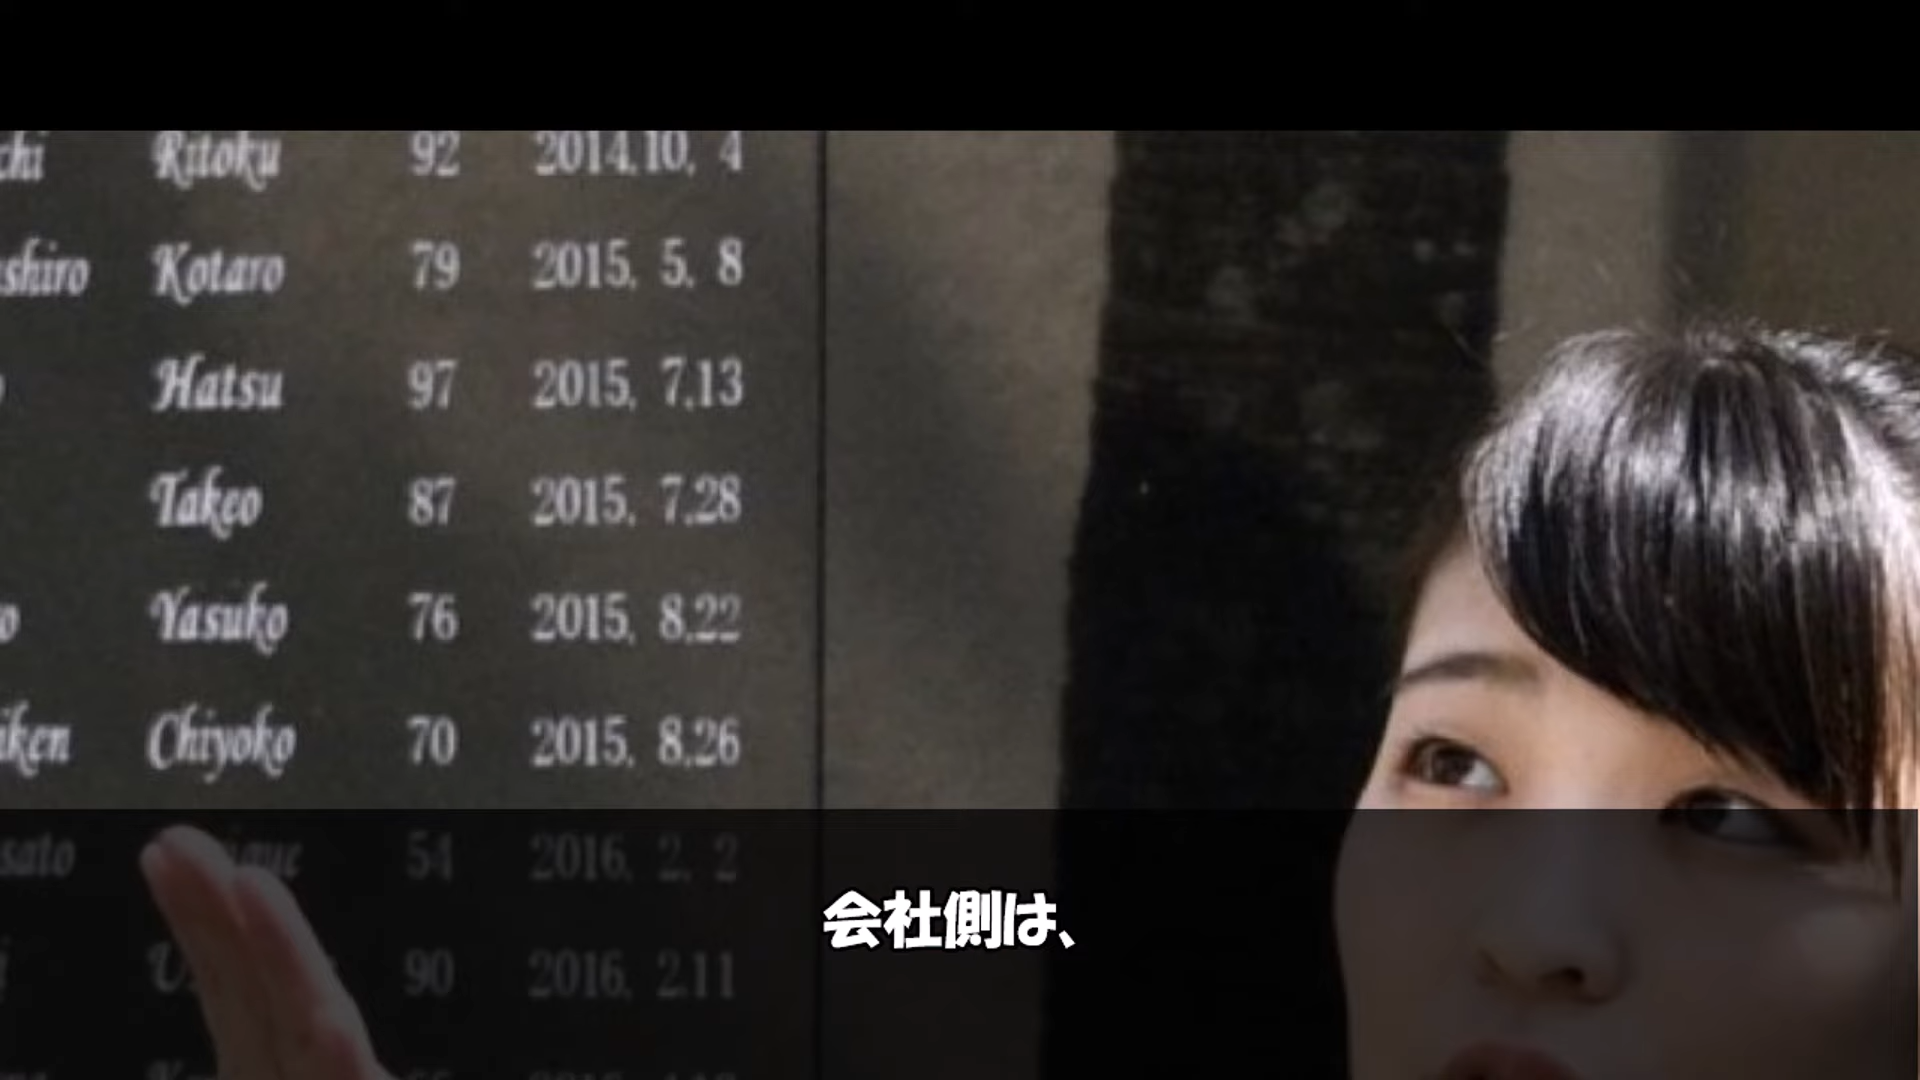 chi Ritoku 92 2014.10. 4
shiro Kotaro 79 2015. 5. 8
Hatsu 97 2015. 7.13
Takeo 87 2015. 7.28
o Yasuko 76 2015. 8.22
ken Chiyoko 70 2015. 8.26
sato 54 2016. 2. 2
90 2016. 2.11
会社側は、